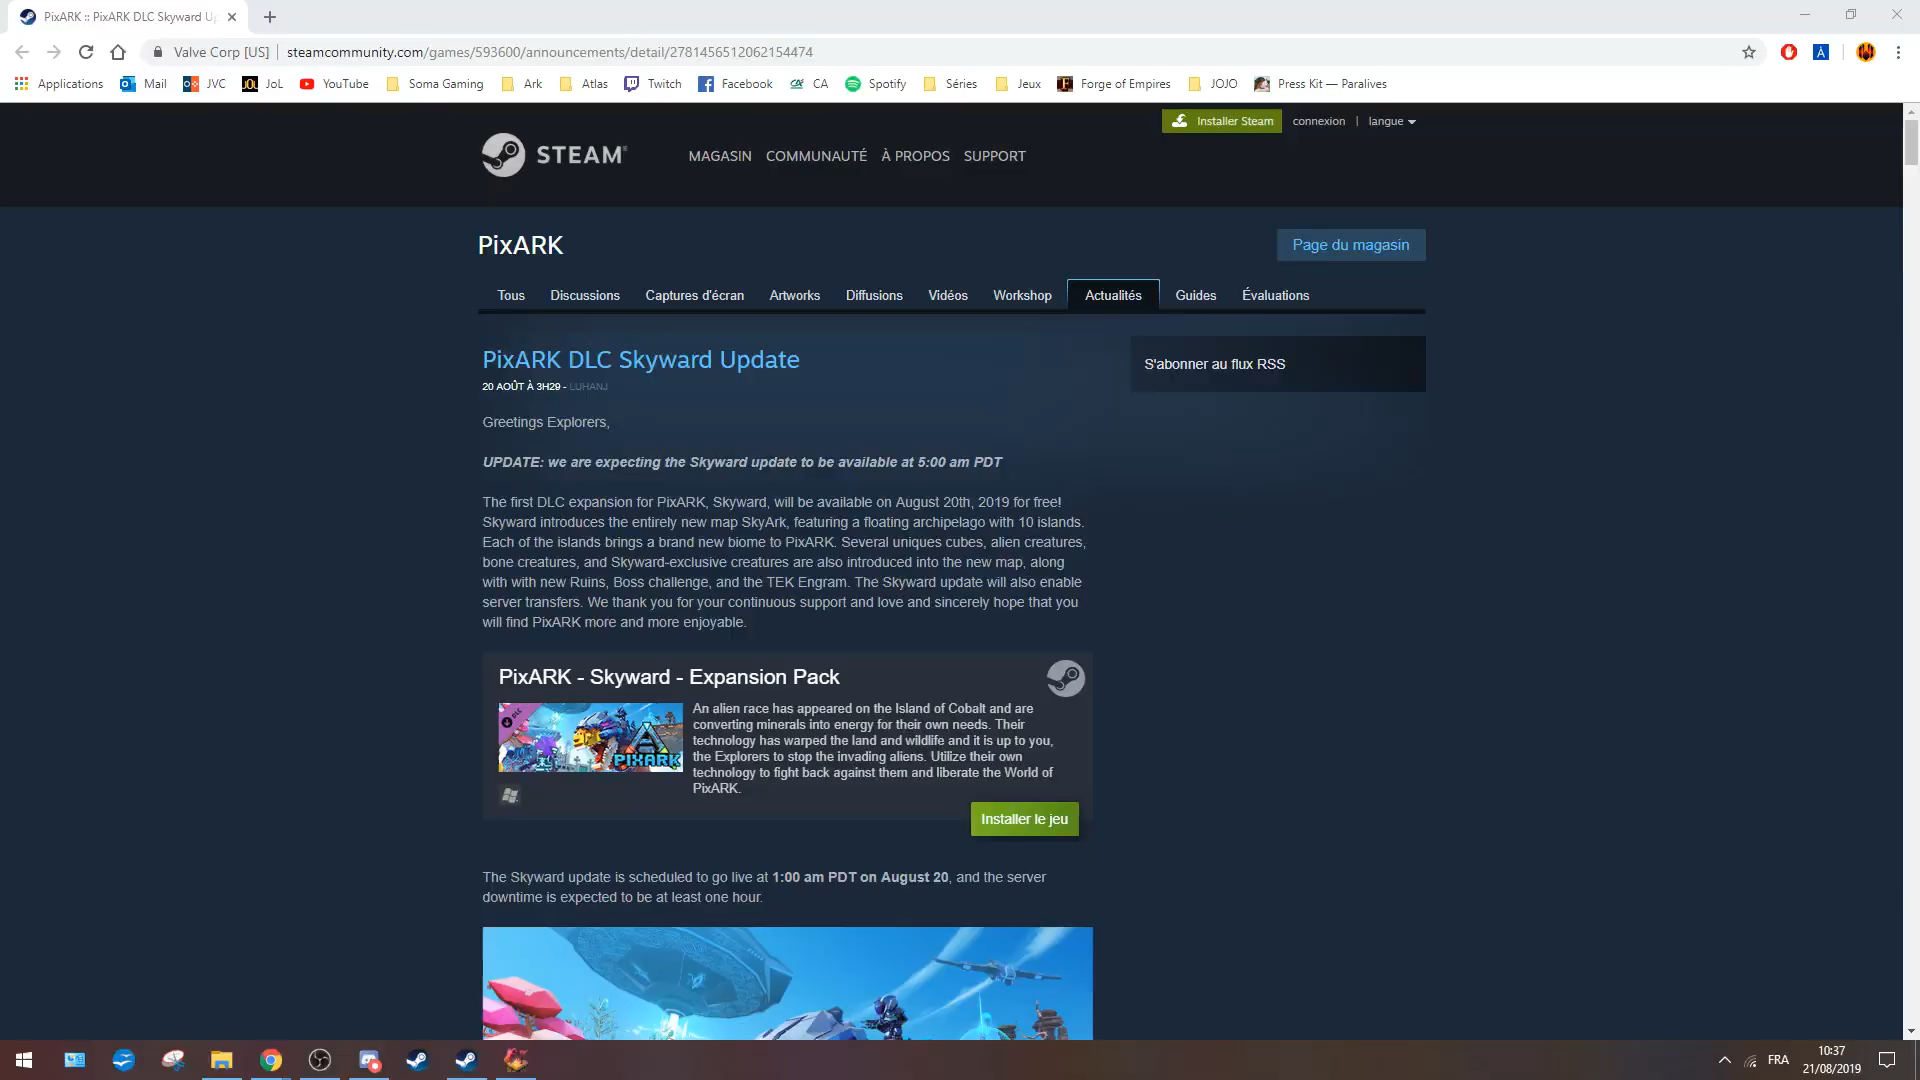 PixARK :: PixARK DLC Skyward Up
Valve Corp [US] | steamcommunity.com/games/593600/announcements/detail/2781456512062154474
Applications Mail JVC JoL YouTube Soma Gaming Ark Atlas Twitch Facebook CA Spotify Séries Jeux Forge of Empires JOJO Press Kit — Paralives
Installer Steam connexion | langue
STEAM® MAGASIN COMMUNAUTÉ À PROPOS SUPPORT
PixARK
Page du magasin
Tous Discussions Captures d'écran Artworks Diffusions Vidéos Workshop Actualités Guides Évaluations
PixARK DLC Skyward Update
20 AOÛT À 3H29 - LUHANJ
S'abonner au flux RSS
Greetings Explorers,
UPDATE: we are expecting the Skyward update to be available at 5:00 am PDT
The first DLC expansion for PixARK, Skyward, will be available on August 20th, 2019 for free!
Skyward introduces the entirely new map SkyArk, featuring a floating archipelago with 10 islands.
Each of the islands brings a brand new biome to PixARK. Several uniques cubes, alien creatures,
bone creatures, and Skyward-exclusive creatures are also introduced into the new map, along
with with new Ruins, Boss challenge, and the TEK Engram. The Skyward update will also enable
server transfers. We thank you for your continuous support and love and sincerely hope that you
will find PixARK more and more enjoyable.
PixARK - Skyward - Expansion Pack
DLC
PIXARK
An alien race has appeared on the Island of Cobalt and are
converting minerals into energy for their own needs. Their
technology has warped the land and wildlife and it is up to you,
the Explorers to stop the invading aliens. Utilize their own
technology to fight back against them and liberate the World of
PixARK.
Installer le jeu
The Skyward update is scheduled to go live at 1:00 am PDT on August 20, and the server
downtime is expected to be at least one hour.
FRA
10:37
21/08/2019